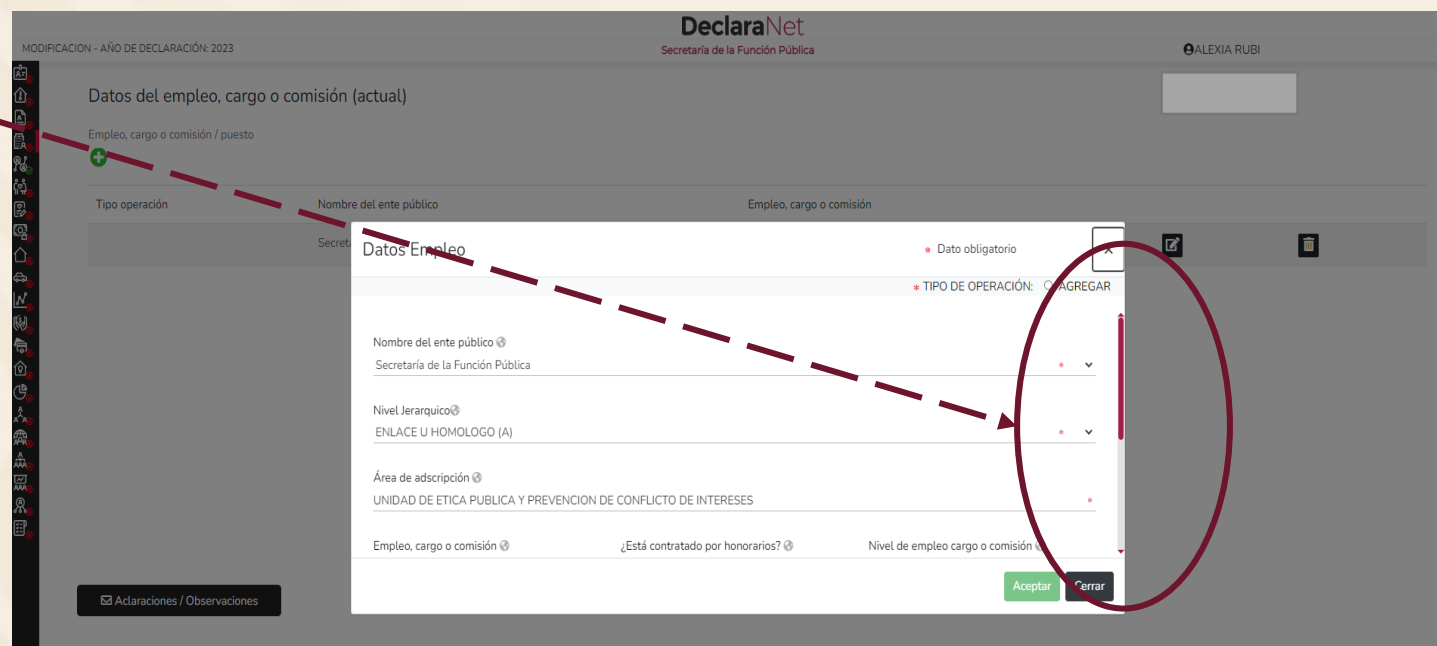 DeclaraNet
MODIFICACION - AÑO DE DECLARACIÓN: 2023
Secretaría de la Función Pública
ALEXIA RUBI
Datos del empleo, cargo o comisión (actual)
Empleo, cargo o comisión / puesto
Tipo operación
Nombre del ente público
Empleo, cargo o comisión
Datos Empleo
* Dato obligatorio
X
* TIPO DE OPERACIÓN: AGREGAR
Nombre del ente público
Secretaría de la Función Pública *
Nivel Jerarquico
ENLACE U HOMOLOGO (A) *
Área de adscripción
UNIDAD DE ETICA PUBLICA Y PREVENCION DE CONFLICTO DE INTERESES *
Empleo, cargo o comisión
¿Está contratado por honorarios?
Nivel de empleo cargo o comisión
Aceptar
Cerrar
Aclaraciones / Observaciones